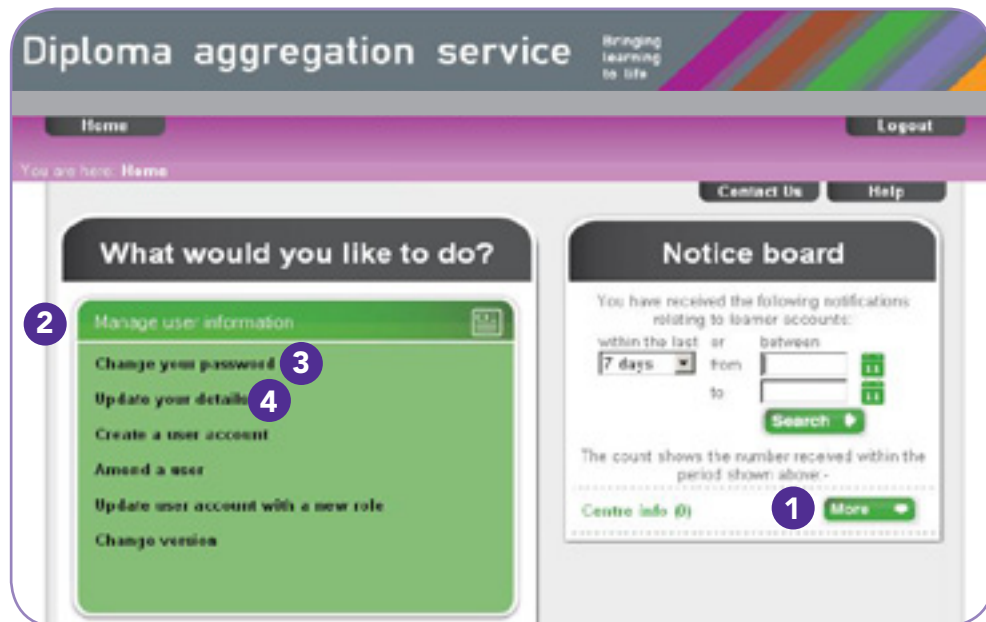 Diploma aggregation service
Bringing
learning
to life
Home
Logout
You are here: Home
Contact Us
Help
What would you like to do?
2
Manage user information
Change your password 3
Update your details 4
Create a user account
Amend a user
Update user account with a new role
Change version
Notice board
You have received the following notifications
relating to learner accounts:
within the last or between
7 days from
to
Search
The count shows the number received within the
period shown above:-
Centre info (0) 1 More